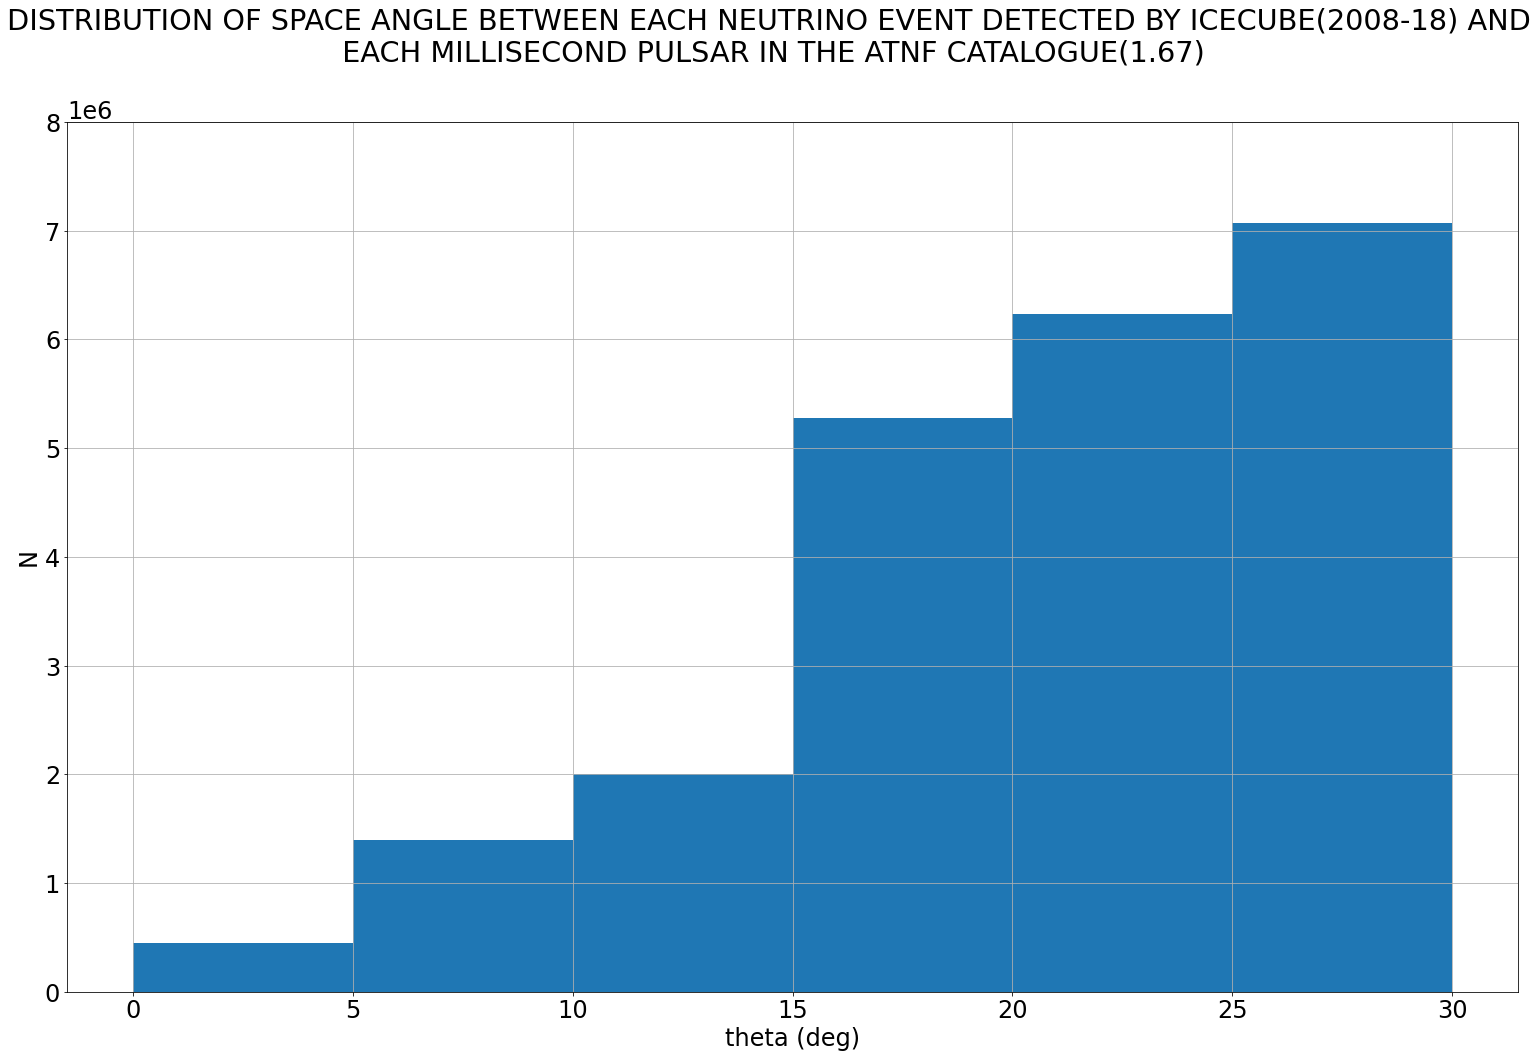 DISTRIBUTION OF SPACE ANGLE BETWEEN EACH NEUTRINO EVENT DETECTED BY ICECUBE(2008-18) AND
EACH MILLISECOND PULSAR IN THE ATNF CATALOGUE(1.67)
1e6
8
7
6
5
4
3
2
1
0
N
0 5 10 15 20 25 30
theta (deg)